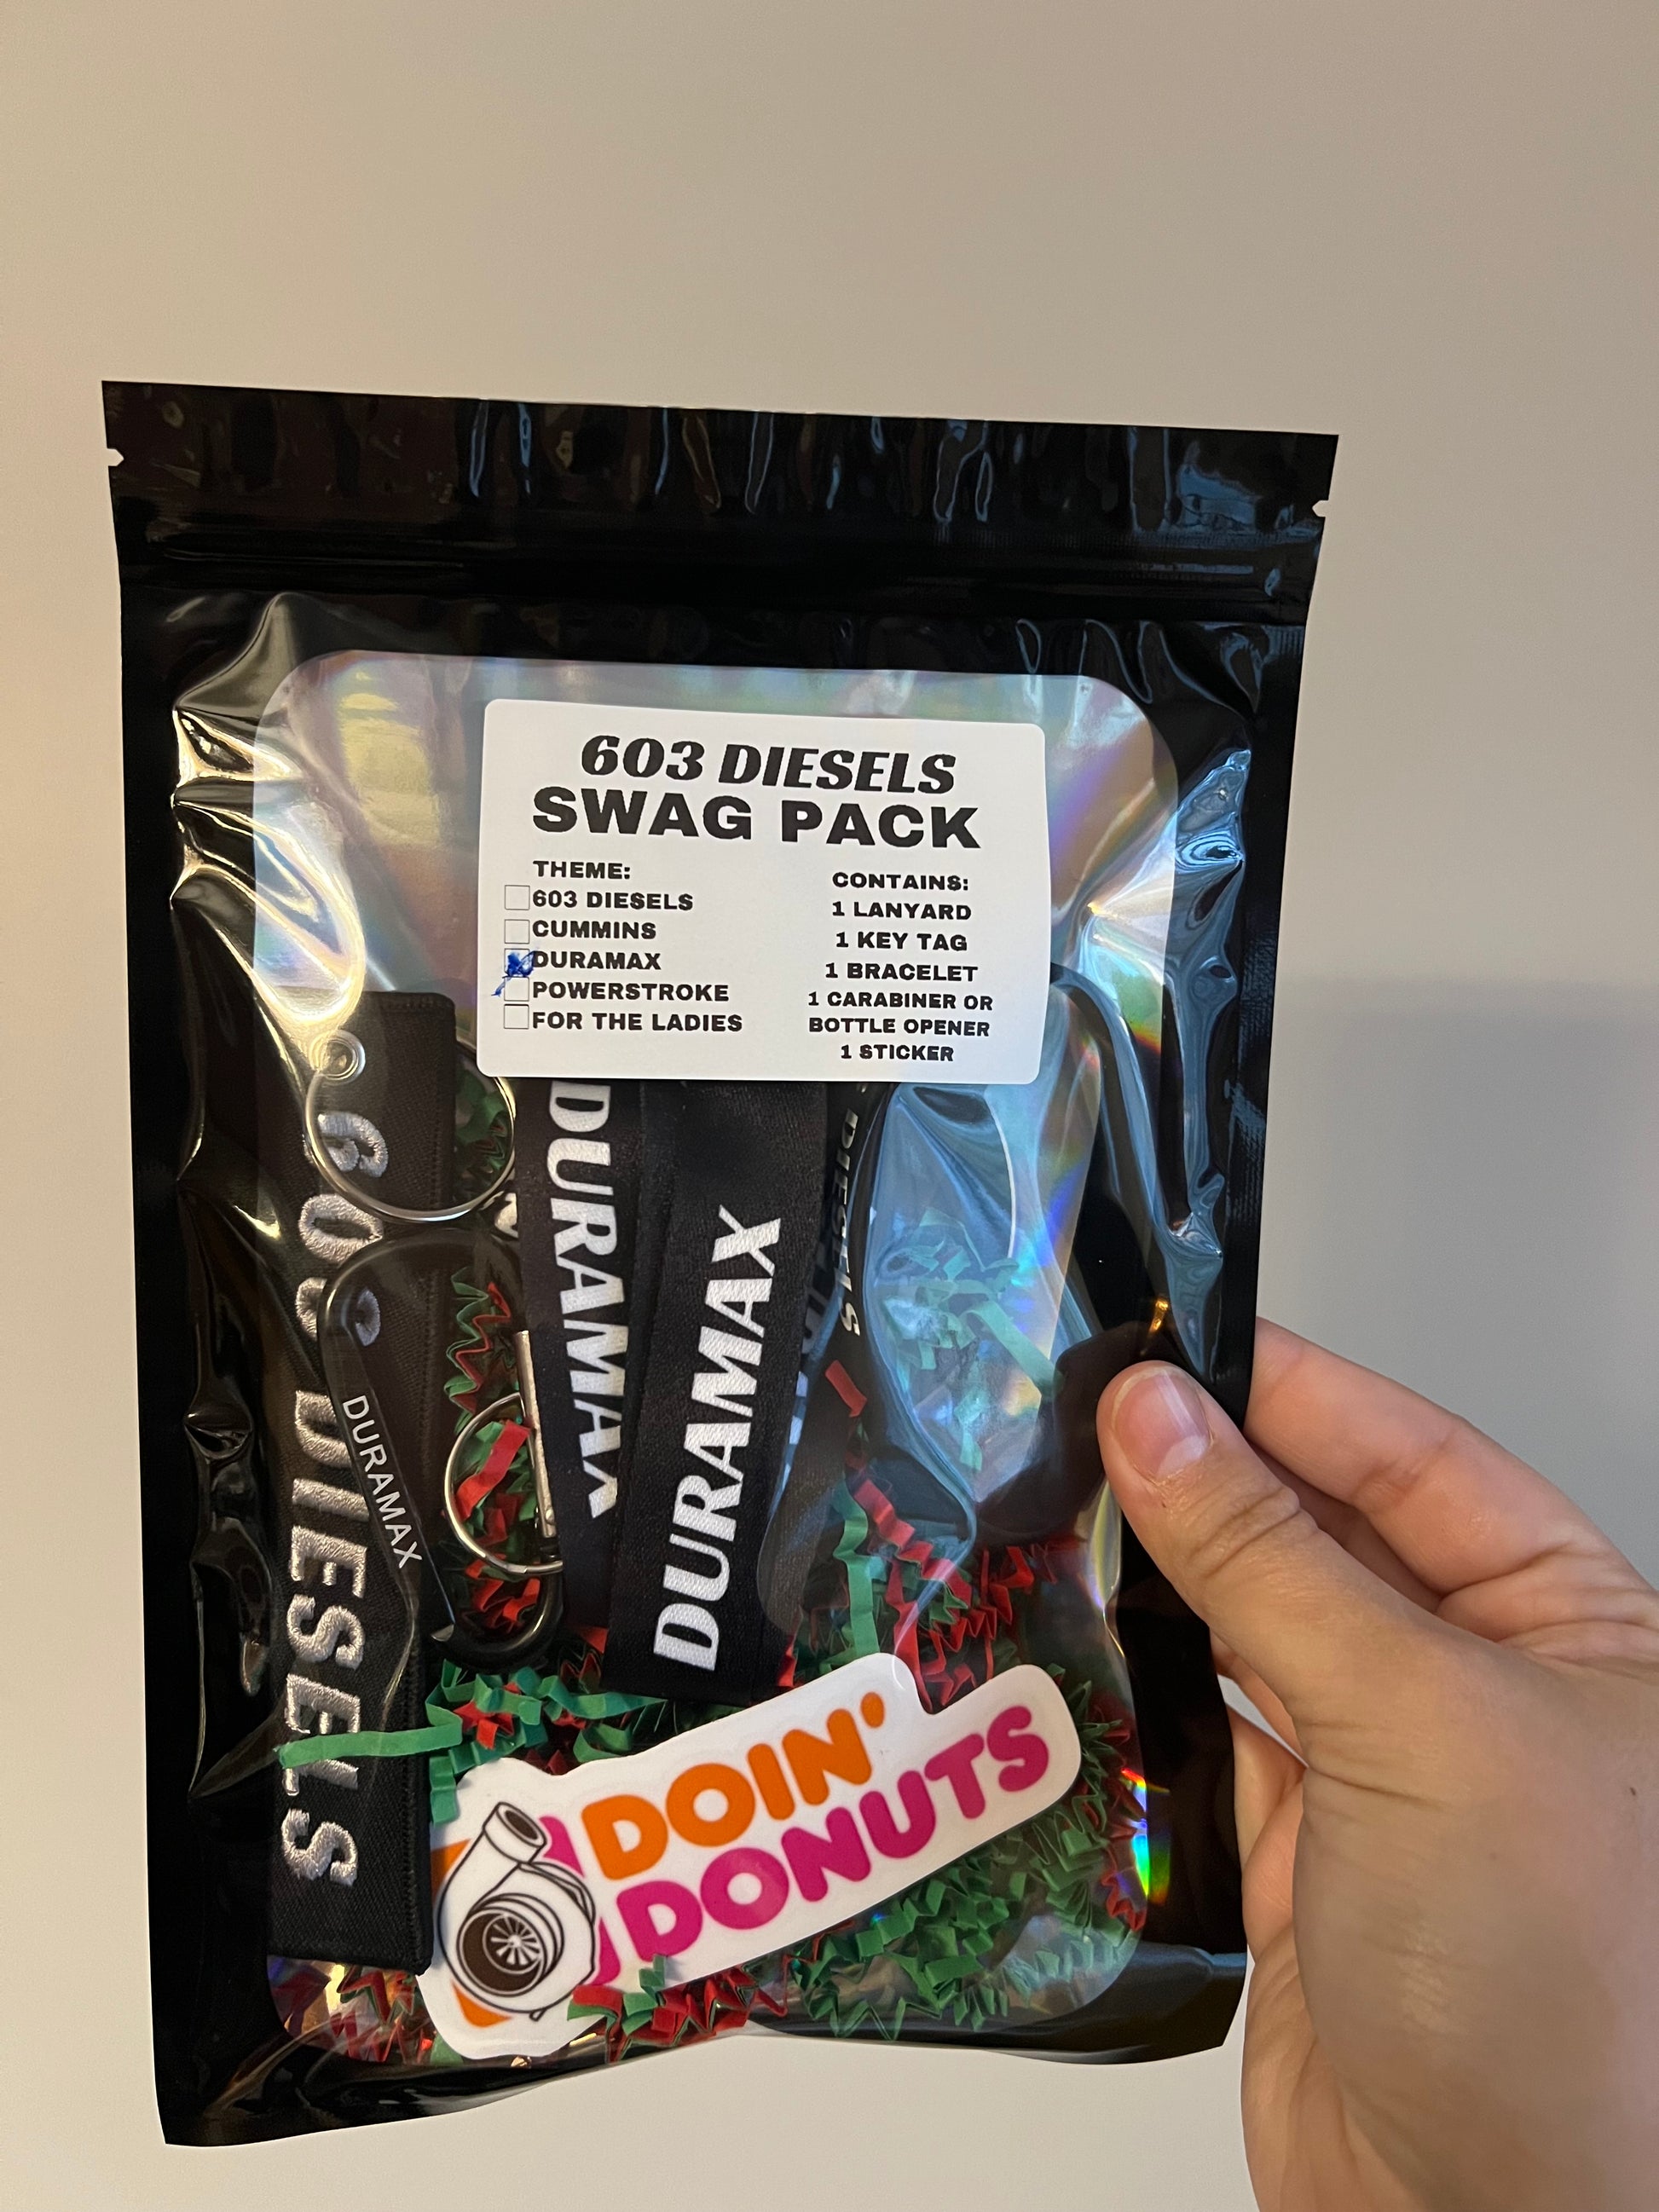 603 DIESELS
SWAG PACK
THEME:
603 DIESELS
CUMMINS
DURAMAX
POWERSTROKE
FOR THE LADIES
CONTAINS:
1 LANYARD
1 KEY TAG
1 BRACELET
1 CARABINER OR
BOTTLE OPENER
1 STICKER
603 DIESELS
DURAMAX
DURAMAX
DURAMAX
DIESELS
DOIN'
DONUTS